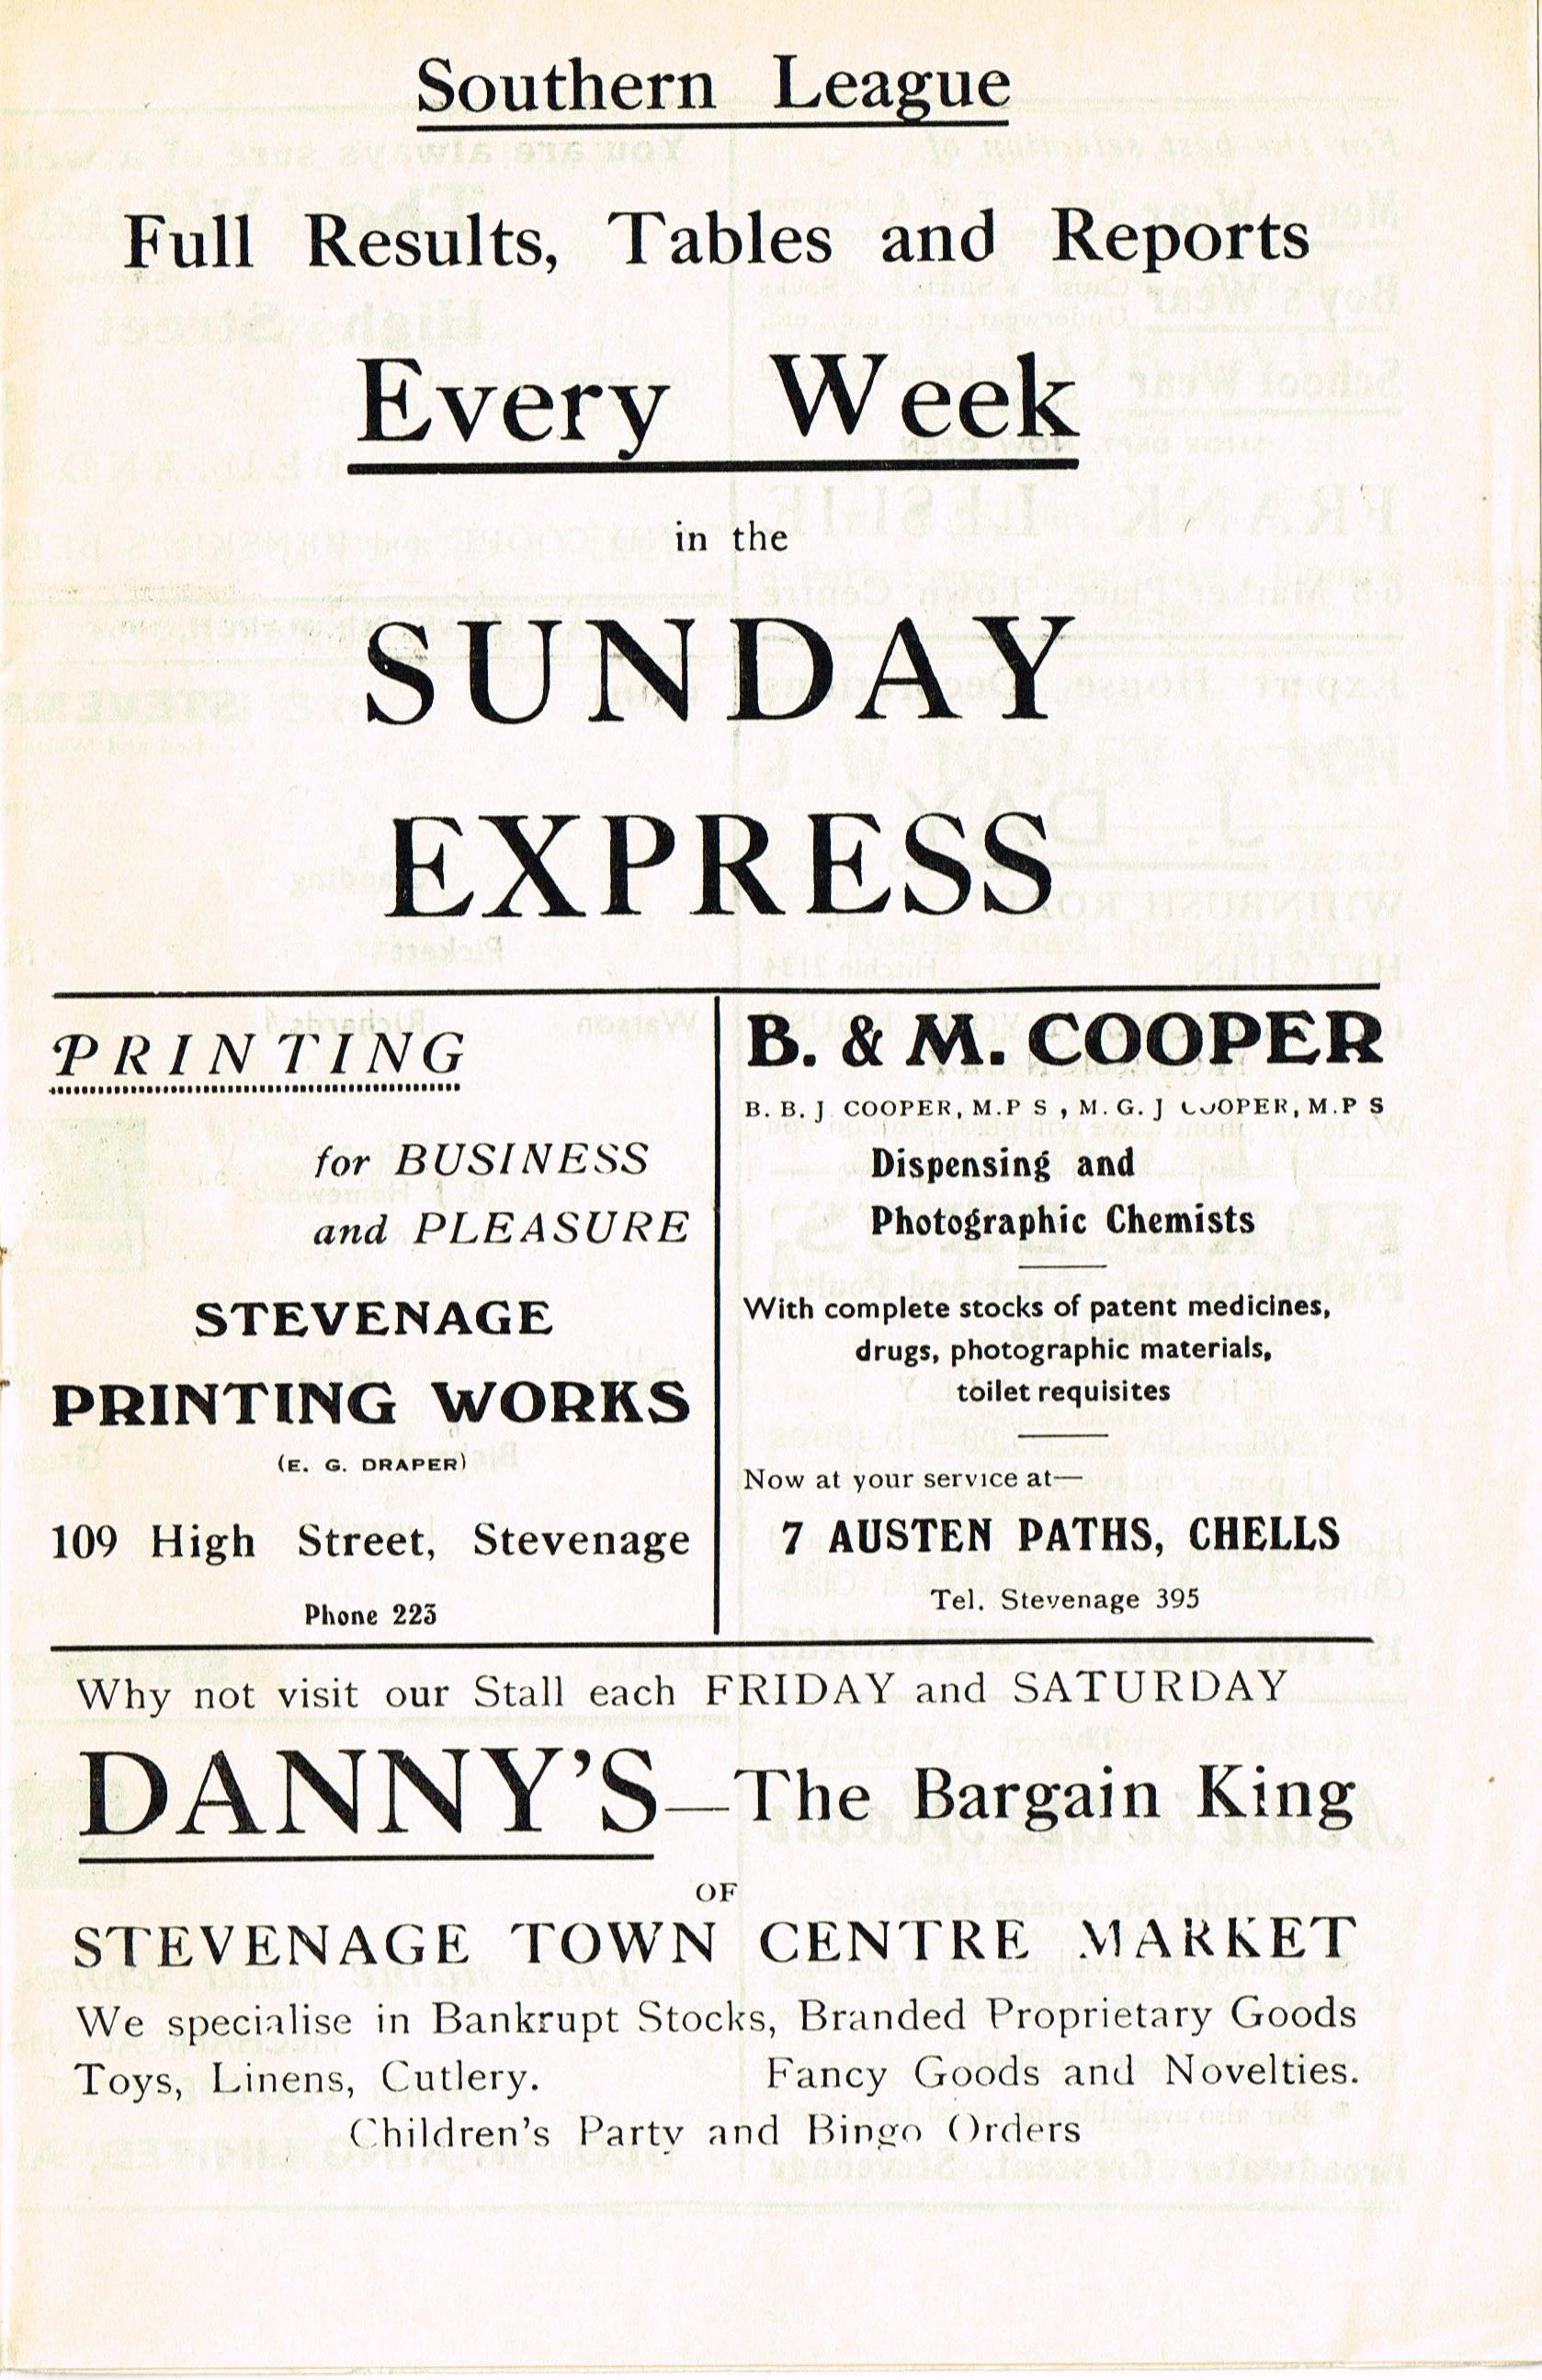 Southern League
Full Results, Tables and Reports
Every Week
in the
SUNDAY
EXPRESS
PRINTING
for BUSINESS
and PLEASURE
STEVENAGE
PRINTING WORKS
(E. G. DRAPER)
109 High Street, Stevenage
Phone 223
B. & M. COOPER
B. B. J COOPER, M.P S , M. G. J COOPER, M.P S
Dispensing and
Photographic Chemists
With complete stocks of patent medicines,
drugs, photographic materials,
toilet requisites
Now at your service at—
7 AUSTEN PATHS, CHELLS
Tel. Stevenage 395
Why not visit our Stall each FRIDAY and SATURDAY
DANNY'S—The Bargain King
OF
STEVENAGE TOWN CENTRE MARKET
We specialise in Bankrupt Stocks, Branded Proprietary Goods
Toys, Linens, Cutlery. Fancy Goods and Novelties.
Children's Party and Bingo Orders